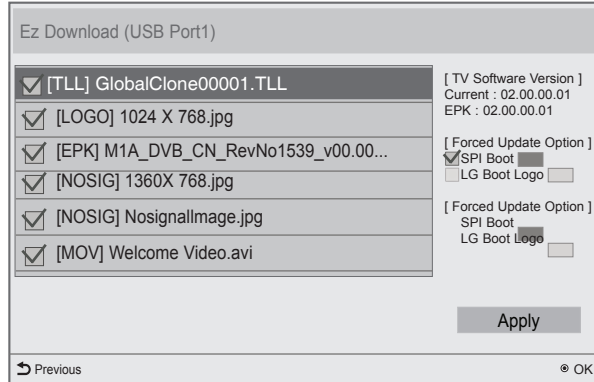 Ez Download (USB Port1)
[TLL] GlobalClone00001.TLL
[LOGO] 1024 X 768.jpg
[EPK] M1A_DVB_CN_RevNo1539_v00.00...
[NOSIG] 1360X 768.jpg
[NOSIG] NosignalImage.jpg
[MOV] Welcome Video.avi
[ TV Software Version ]
Current : 02.00.00.01
EPK : 02.00.00.01
[ Forced Update Option ]
SPI Boot
LG Boot Logo
[ Forced Update Option ]
SPI Boot
LG Boot Logo
Apply
Previous
OK